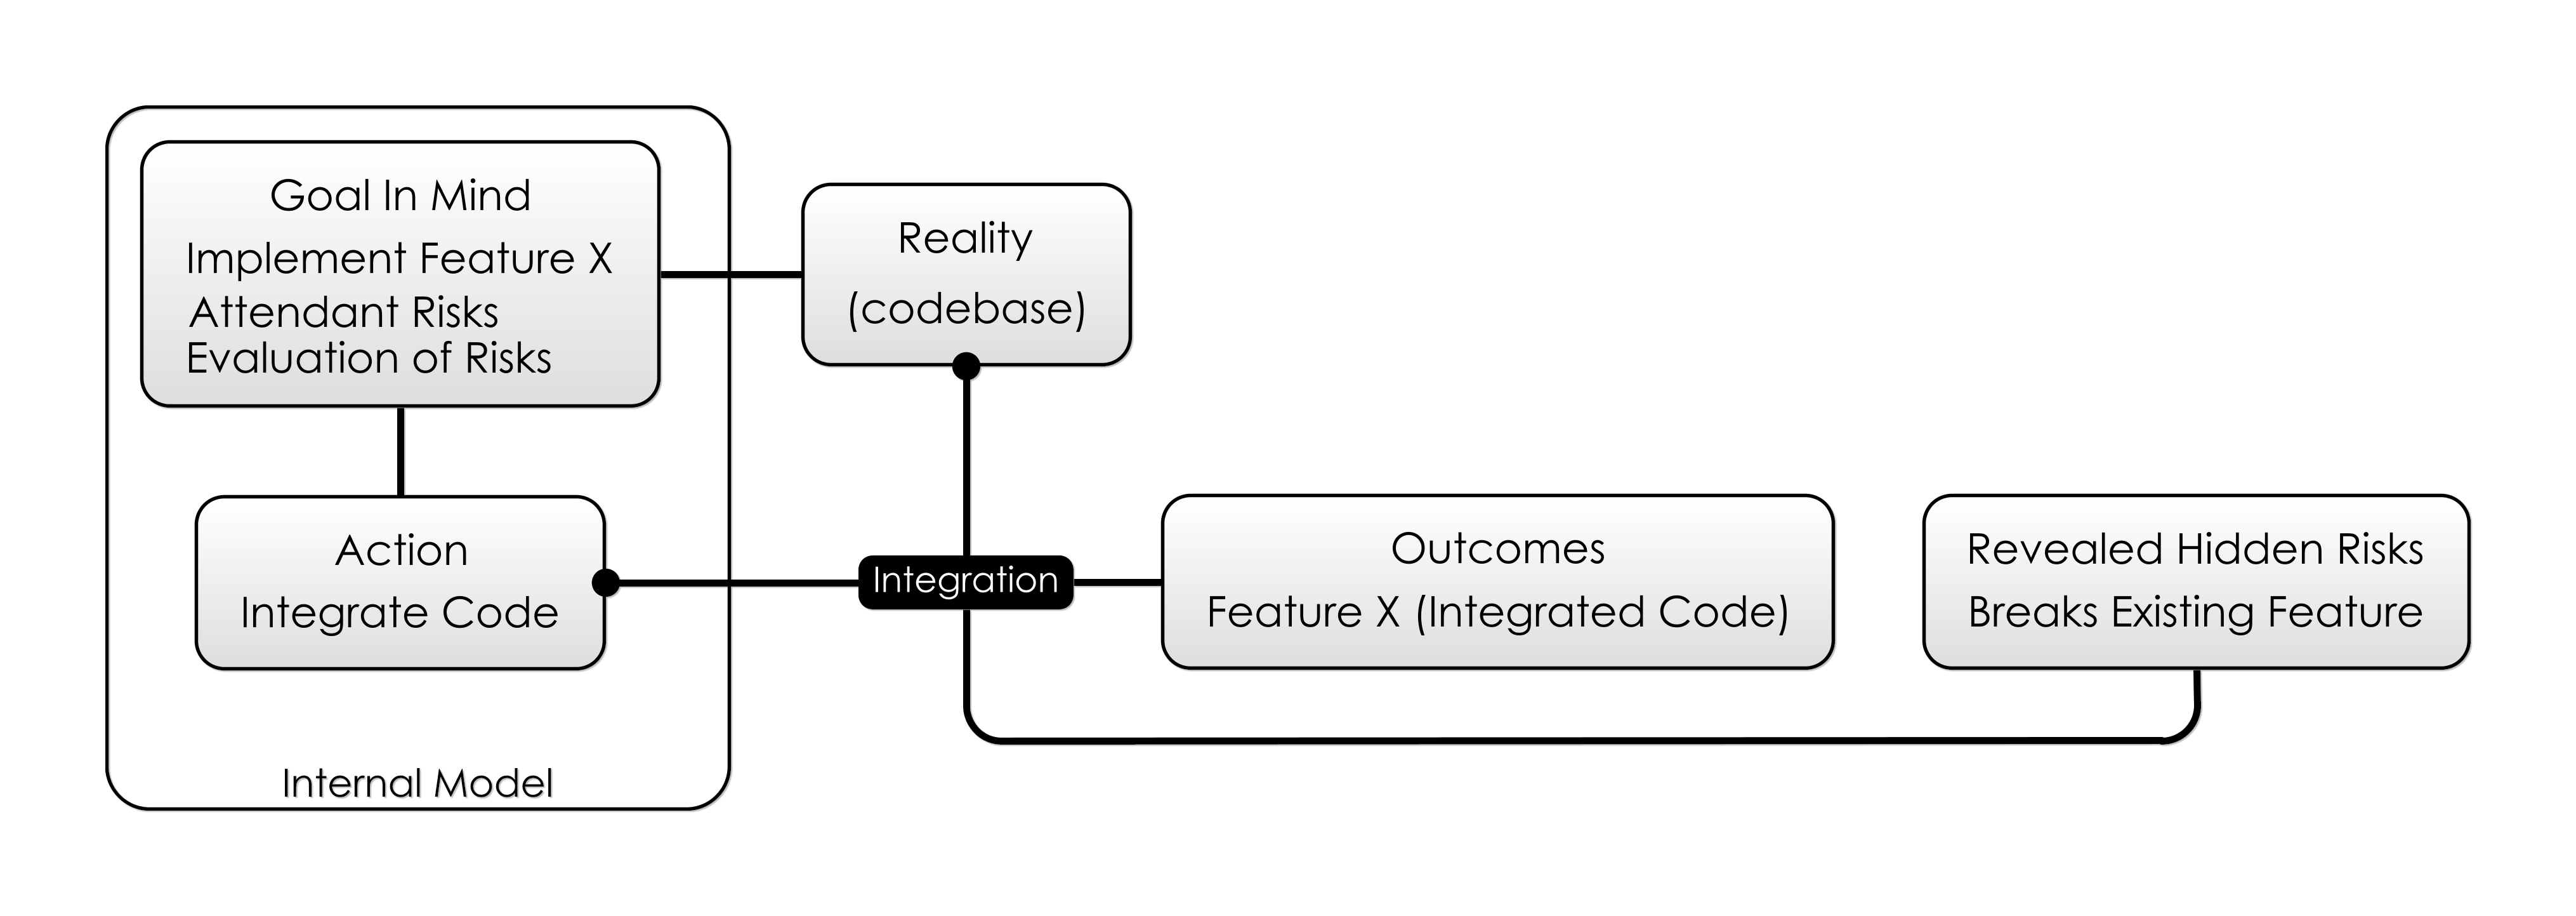 Goal In Mind
Implement Feature X
Attendant Risks
Evaluation of Risks
Reality
(codebase)
Action
Integrate Code
Integration
Outcomes
Feature X (Integrated Code)
Revealed Hidden Risks
Breaks Existing Feature
Internal Model